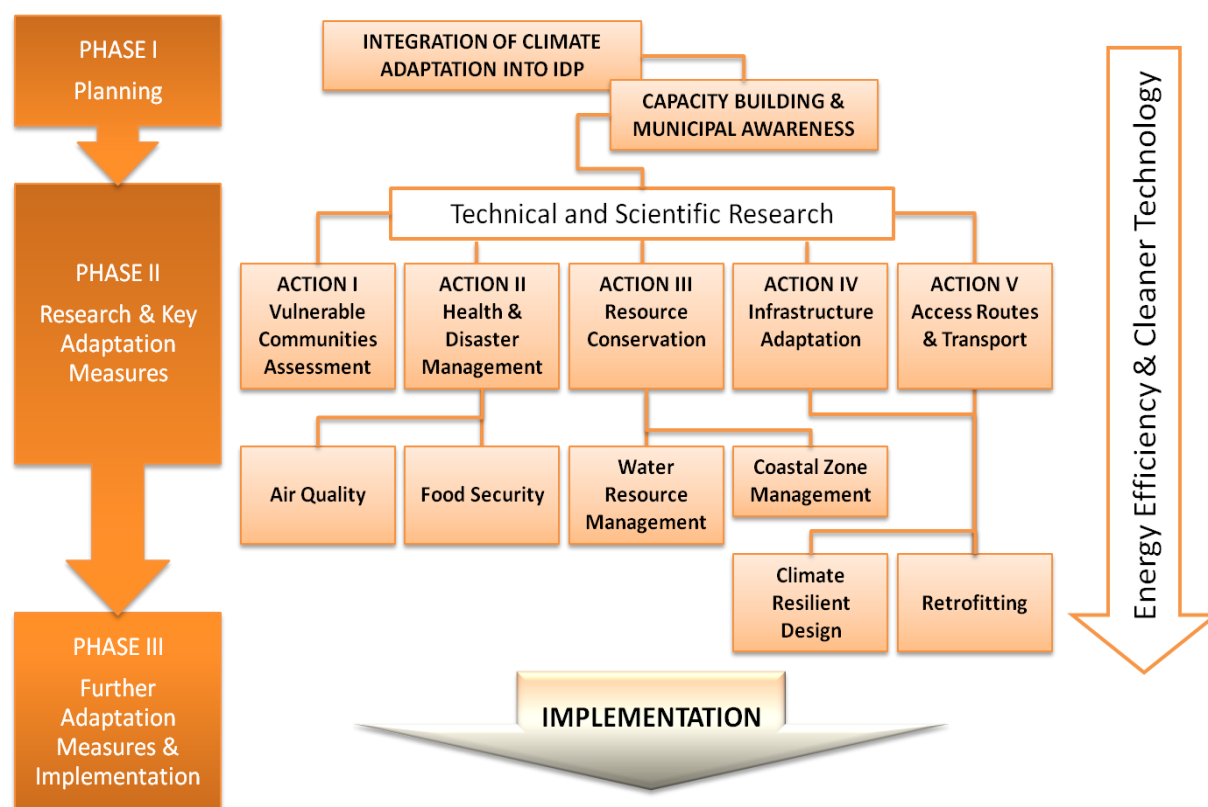 PHASE I
Planning
PHASE II
Research & Key
Adaptation
Measures
PHASE III
Further
Adaptation
Measures &
Implementation
INTEGRATION OF CLIMATE
ADAPTATION INTO IDP
CAPACITY BUILDING &
MUNICIPAL AWARENESS
Technical and Scientific Research
ACTION I
Vulnerable
Communities
Assessment
ACTION II
Health &
Disaster
Management
ACTION III
Resource
Conservation
ACTION IV
Infrastructure
Adaptation
ACTION V
Access Routes
& Transport
Air Quality
Food Security
Water
Resource
Management
Coastal Zone
Management
Climate
Resilient
Design
Retrofitting
IMPLEMENTATION
Energy Efficiency & Cleaner Technology